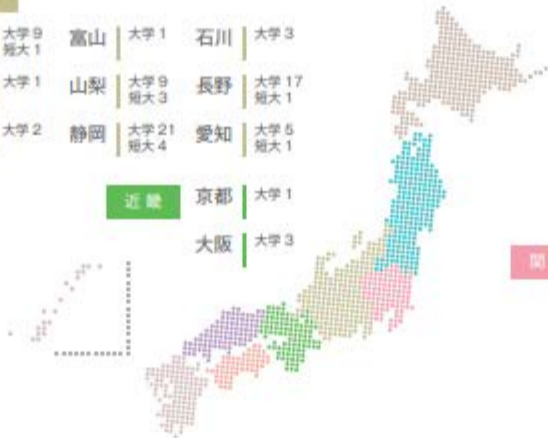 大学 9
短大 1
富山
大学 1
石川
大学 3
大学 1
山梨
大学 9
短大 3
長野
大学 17
短大 1
大学 2
静岡
大学 21
短大 4
愛知
大学 5
短大 1
近畿
京都
大学 1
大阪
大学 3
関